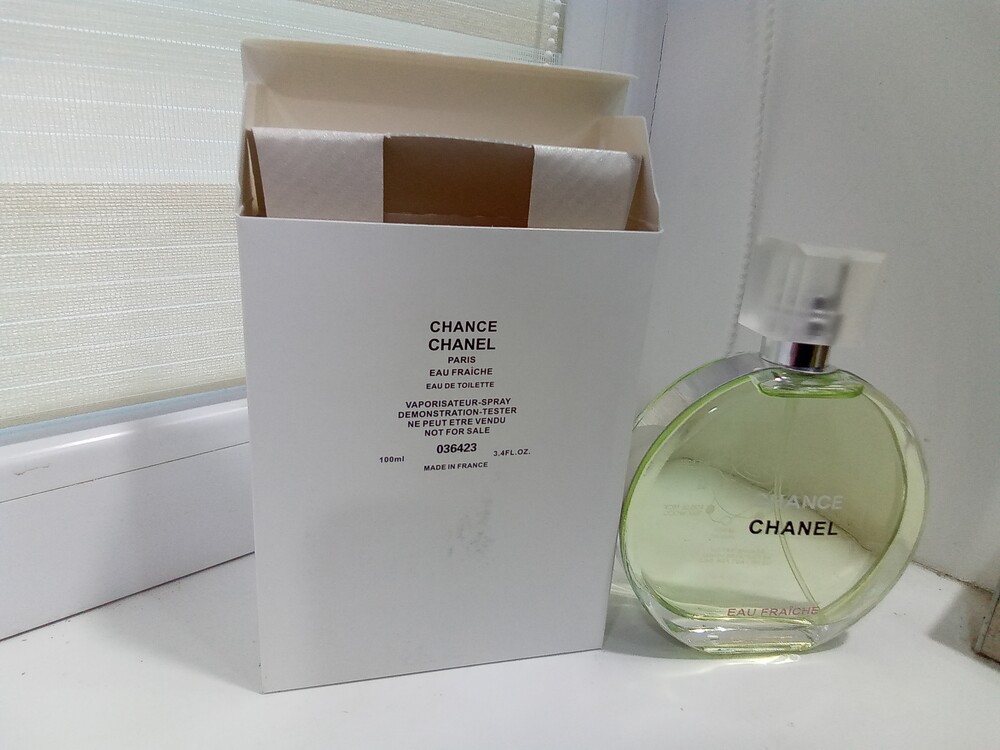 CHANCE
CHANEL
PARIS
EAU FRAÎCHE
EAU DE TOILETTE
VAPORISATEUR-SPRAY
DEMONSTRATION-TESTER
NE PEUT ETRE VENDU
NOT FOR SALE
100ml 036423 3.4FL.OZ.
MADE IN FRANCE
CHANCE
CHANEL
EAU FRAÎCHE